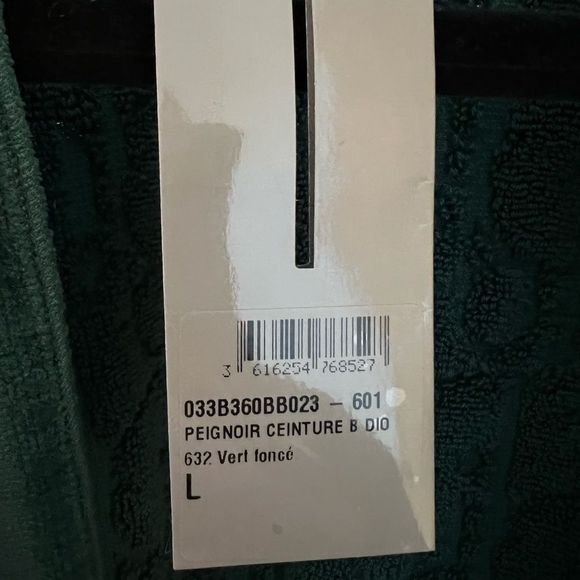 3 616254 768527
033B360BB023 - 601
PEIGNOIR CEINTURE B DIO
632 Vert foncé
L